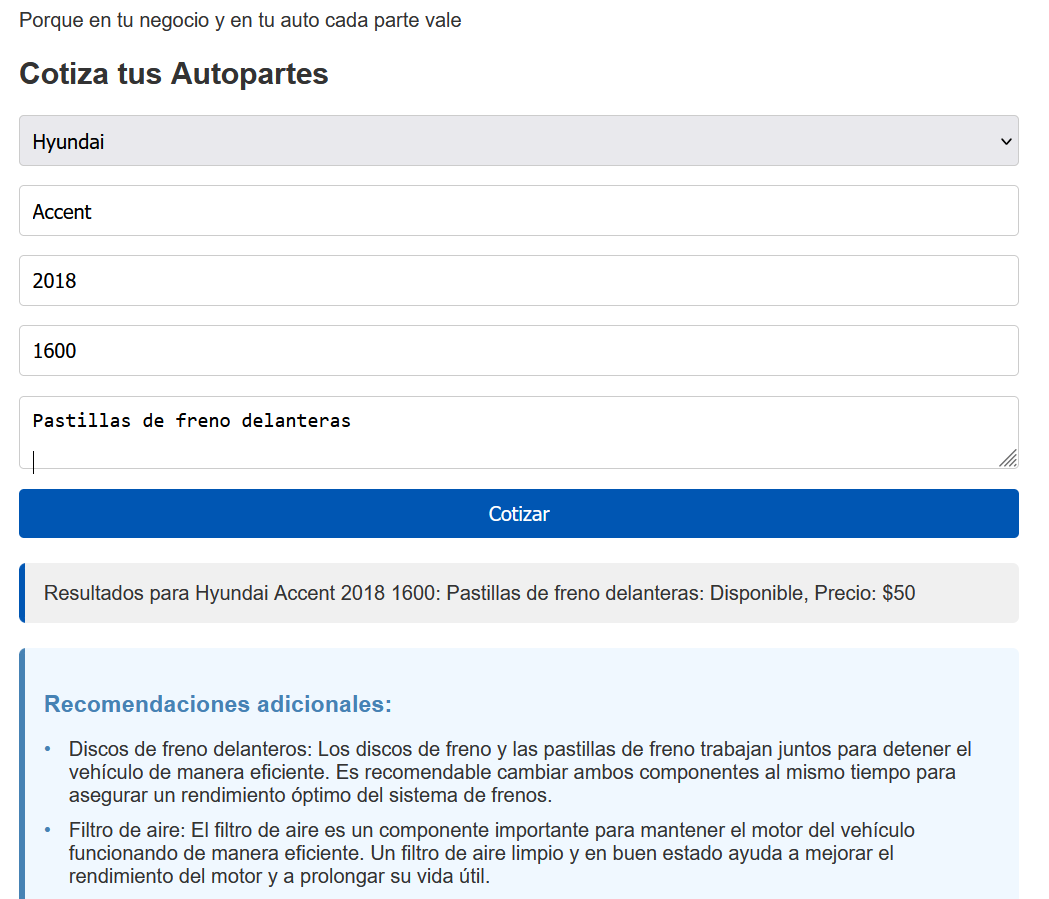 Porque en tu negocio y en tu auto cada parte vale
Cotiza tus Autopartes
Hyundai
Accent
2018
1600
Pastillas de freno delanteras
Cotizar
Resultados para Hyundai Accent 2018 1600: Pastillas de freno delanteras: Disponible, Precio: $50
Recomendaciones adicionales:
• Discos de freno delanteros: Los discos de freno y las pastillas de freno trabajan juntos para detener el
vehículo de manera eficiente. Es recomendable cambiar ambos componentes al mismo tiempo para
asegurar un rendimiento óptimo del sistema de frenos.
• Filtro de aire: El filtro de aire es un componente importante para mantener el motor del vehículo
funcionando de manera eficiente. Un filtro de aire limpio y en buen estado ayuda a mejorar el
rendimiento del motor y a prolongar su vida útil.